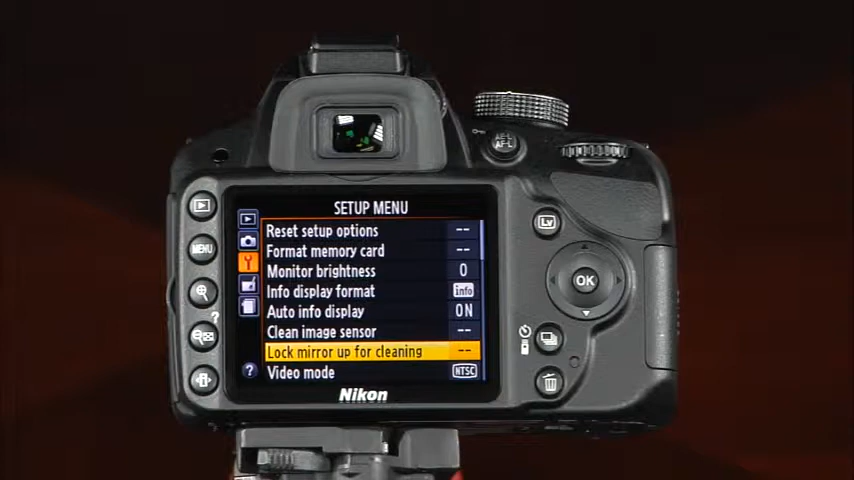 AE-L
AF-L
SETUP MENU
Reset setup options --
Format memory card --
Monitor brightness 0
Info display format info
Auto info display ON
Clean image sensor --
Lock mirror up for cleaning --
Video mode NTSC
MENU
?
?
Lv
OK
Nikon